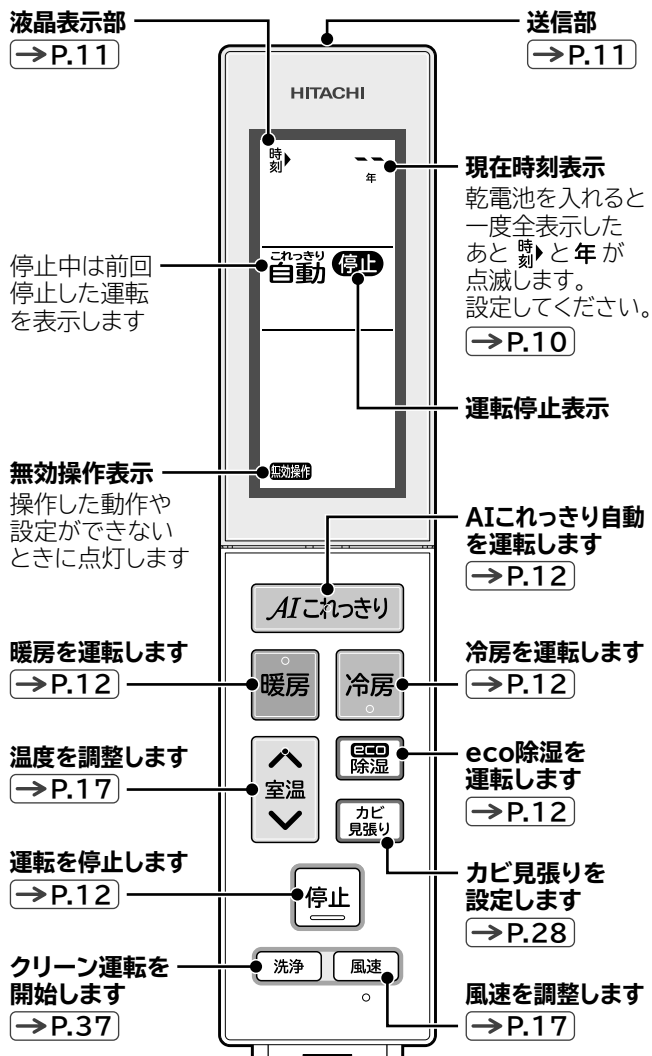 液晶表示部
→P.11
送信部
→P.11
HITACHI
時刻
--
年
現在時刻表示
乾電池を入れると
一度全表示した
あと 時刻 と 年 が
点滅します。
設定してください。
→P.10
停止中は前回
停止した運転
を表示します
これっきり
自動 停止
運転停止表示
無効操作表示
操作した動作や
設定ができない
ときに点灯します
無効操作
AIこれっきり自動
を運転します
→P.12
AIこれっきり
暖房を運転します
→P.12
暖房
冷房
冷房を運転します
→P.12
温度を調整します
→P.17
室温
eco
除湿
eco除湿を
運転します
→P.12
カビ
見張り
カビ見張りを
設定します
→P.28
運転を停止します
→P.12
停止
クリーン運転を
開始します
→P.37
洗浄
風速
風速を調整します
→P.17